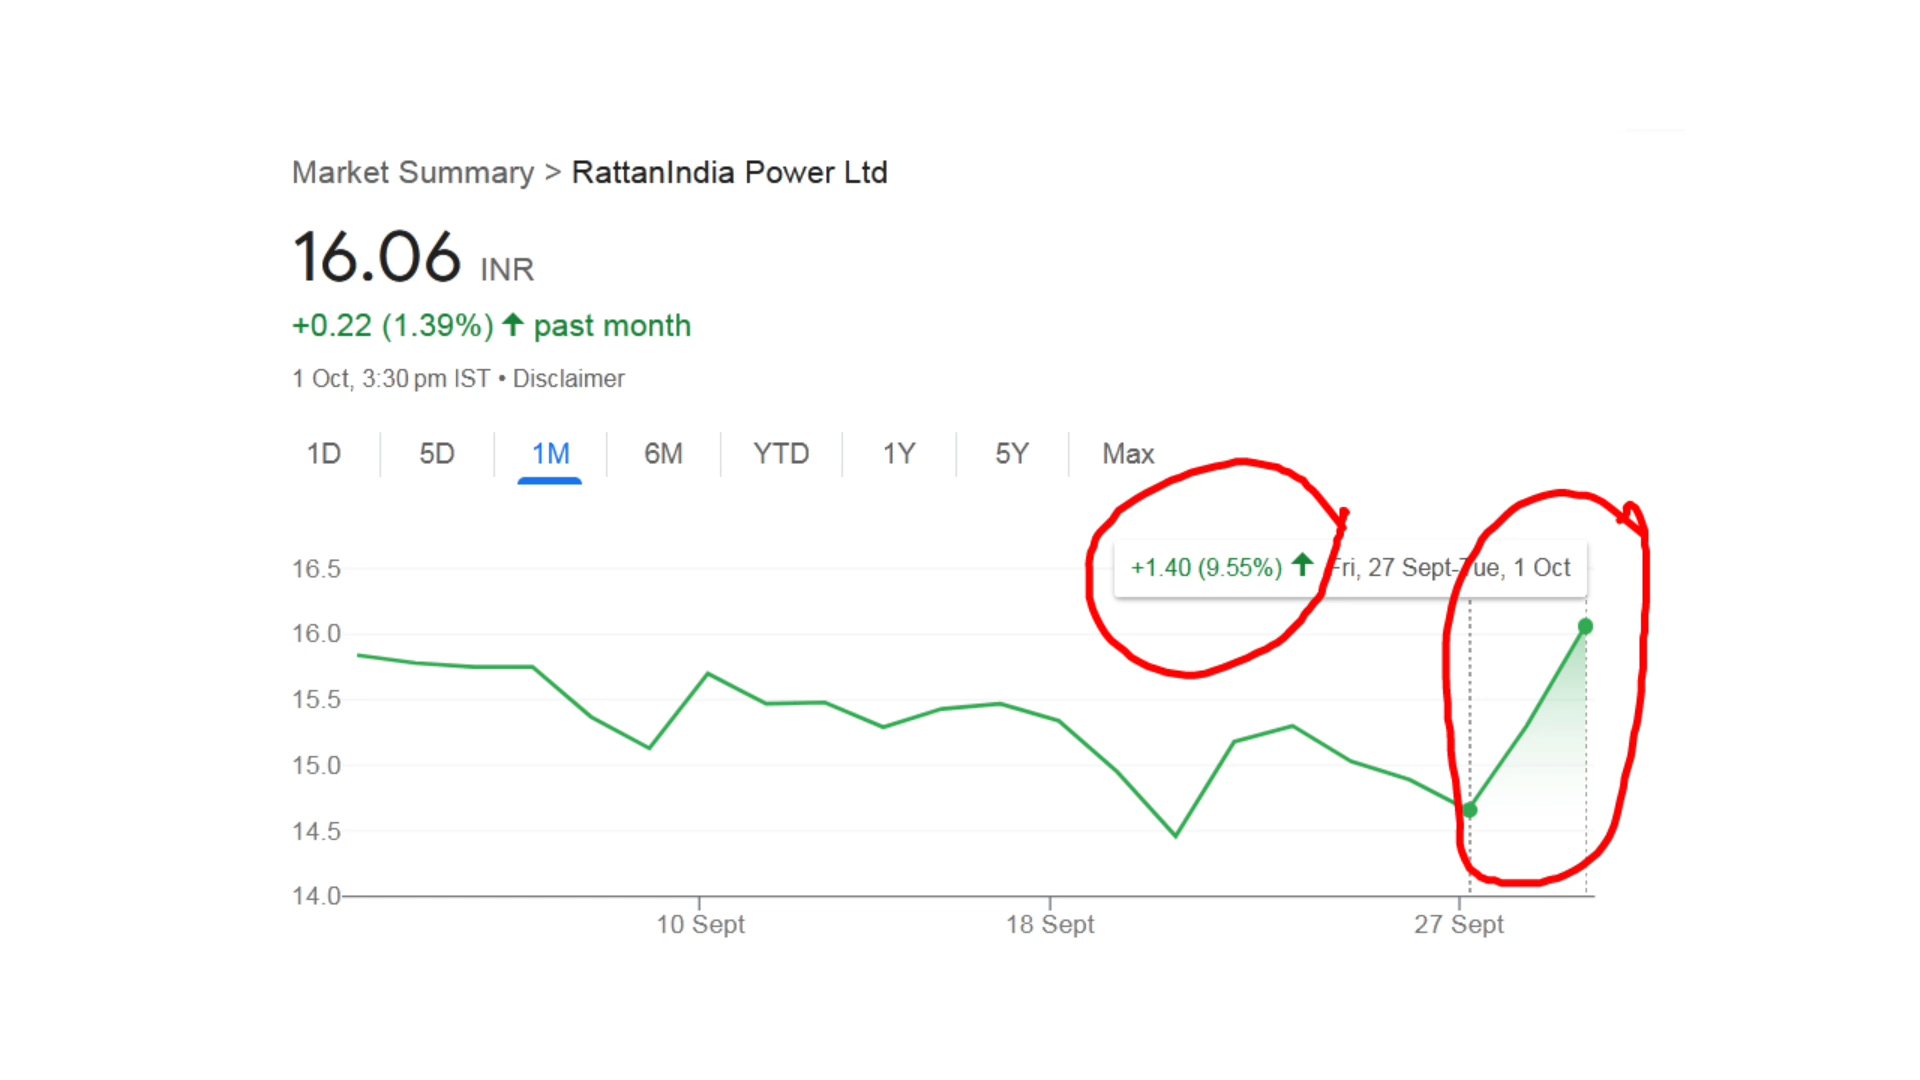 Market Summary > RattanIndia Power Ltd
16.06 INR
+0.22 (1.39%) ↑ past month
1 Oct, 3:30 pm IST • Disclaimer
1D 5D 1M 6M YTD 1Y 5Y Max
+1.40 (9.55%) ↑ Fri, 27 Sept-Tue, 1 Oct
16.5
16.0
15.5
15.0
14.5
14.0
10 Sept 18 Sept 27 Sept